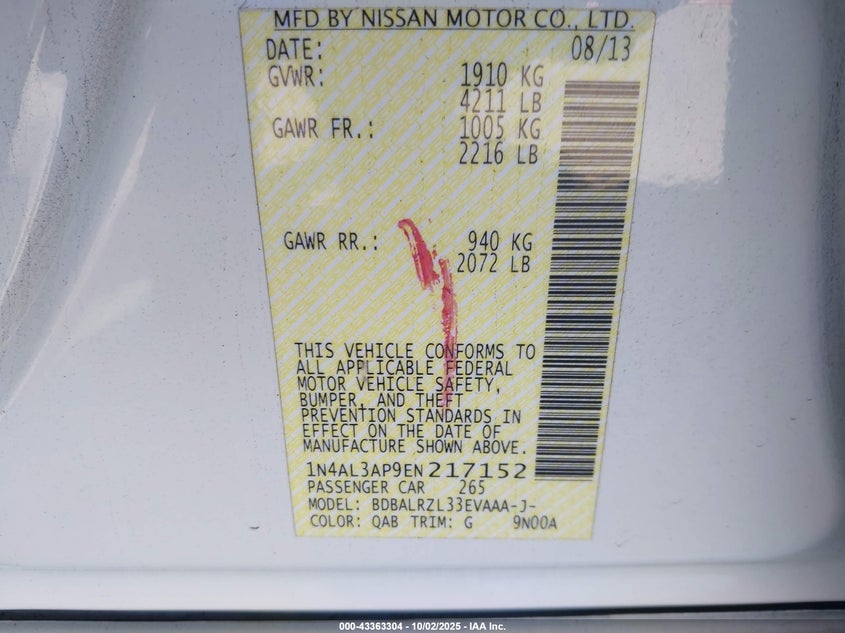 MFD BY NISSAN MOTOR CO., LTD.
DATE: 08/13
GVWR: 1910 KG
4211 LB
GAWR FR.: 1005 KG
2216 LB
GAWR RR.: 940 KG
2072 LB
THIS VEHICLE CONFORMS TO
ALL APPLICABLE FEDERAL
MOTOR VEHICLE SAFETY,
BUMPER, AND THEFT
PREVENTION STANDARDS IN
EFFECT ON THE DATE OF
MANUFACTURE SHOWN ABOVE.
1N4AL3AP9EN217152
PASSENGER CAR 265
MODEL: BDBALRZL33EVAAA-J-
COLOR: QAB TRIM: G 9N00A
000-43363304 - 10/02/2025 - IAA Inc.